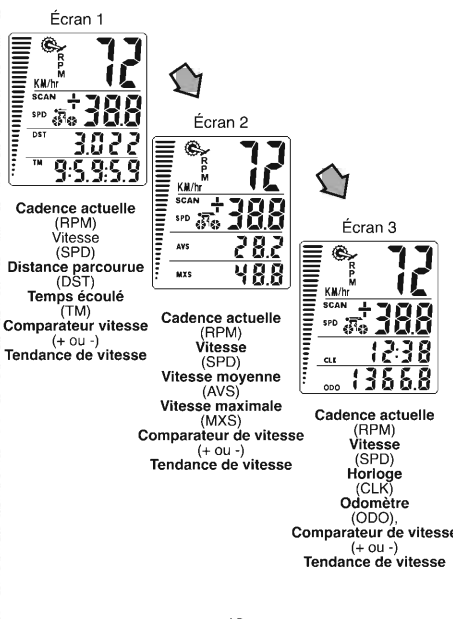 Écran 1
RPM
72
KM/hr
SCAN
SPD + 38.8
DST 3.022
TM 9:59:59
Cadence actuelle
(RPM)
Vitesse
(SPD)
Distance parcourue
(DST)
Temps écoulé
(TM)
Comparateur vitesse
(+ ou -)
Tendance de vitesse
Écran 2
RPM
72
KM/hr
SCAN
SPD + 38.8
AVS 28.2
MXS 48.8
Cadence actuelle
(RPM)
Vitesse
(SPD)
Vitesse moyenne
(AVS)
Vitesse maximale
(MXS)
Comparateur de vitesse
(+ ou -)
Tendance de vitesse
Écran 3
RPM
72
KM/hr
SCAN
SPD + 38.8
CLK 12:38
ODO 1366.8
Cadence actuelle
(RPM)
Vitesse
(SPD)
Horloge
(CLK)
Odomètre
(ODO),
Comparateur de vitesse
(+ ou -)
Tendance de vitesse